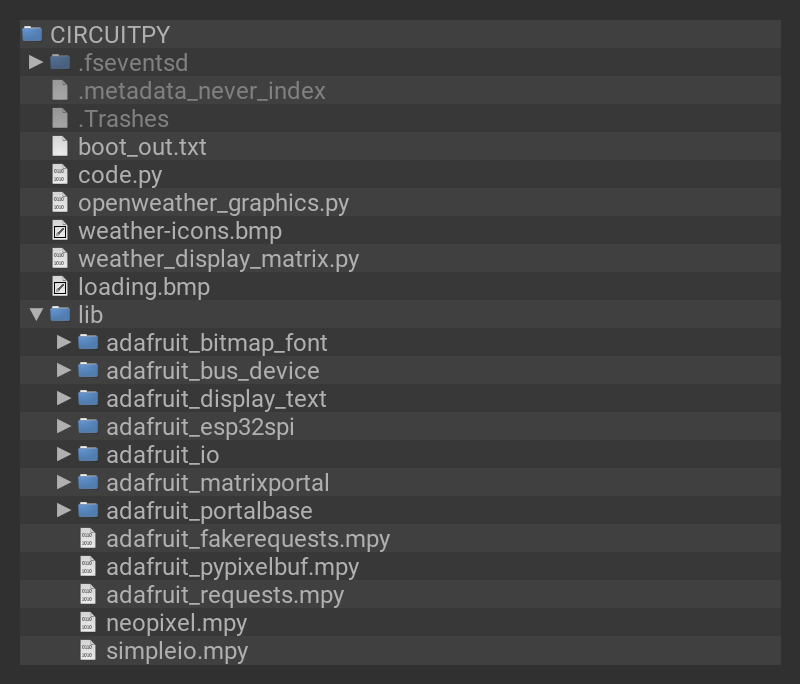 CIRCUITPY
.fseventsd
.metadata_never_index
.Trashes
boot_out.txt
code.py
openweather_graphics.py
weather-icons.bmp
weather_display_matrix.py
loading.bmp
lib
adafruit_bitmap_font
adafruit_bus_device
adafruit_display_text
adafruit_esp32spi
adafruit_io
adafruit_matrixportal
adafruit_portalbase
adafruit_fakerequests.mpy
adafruit_pypixelbuf.mpy
adafruit_requests.mpy
neopixel.mpy
simpleio.mpy